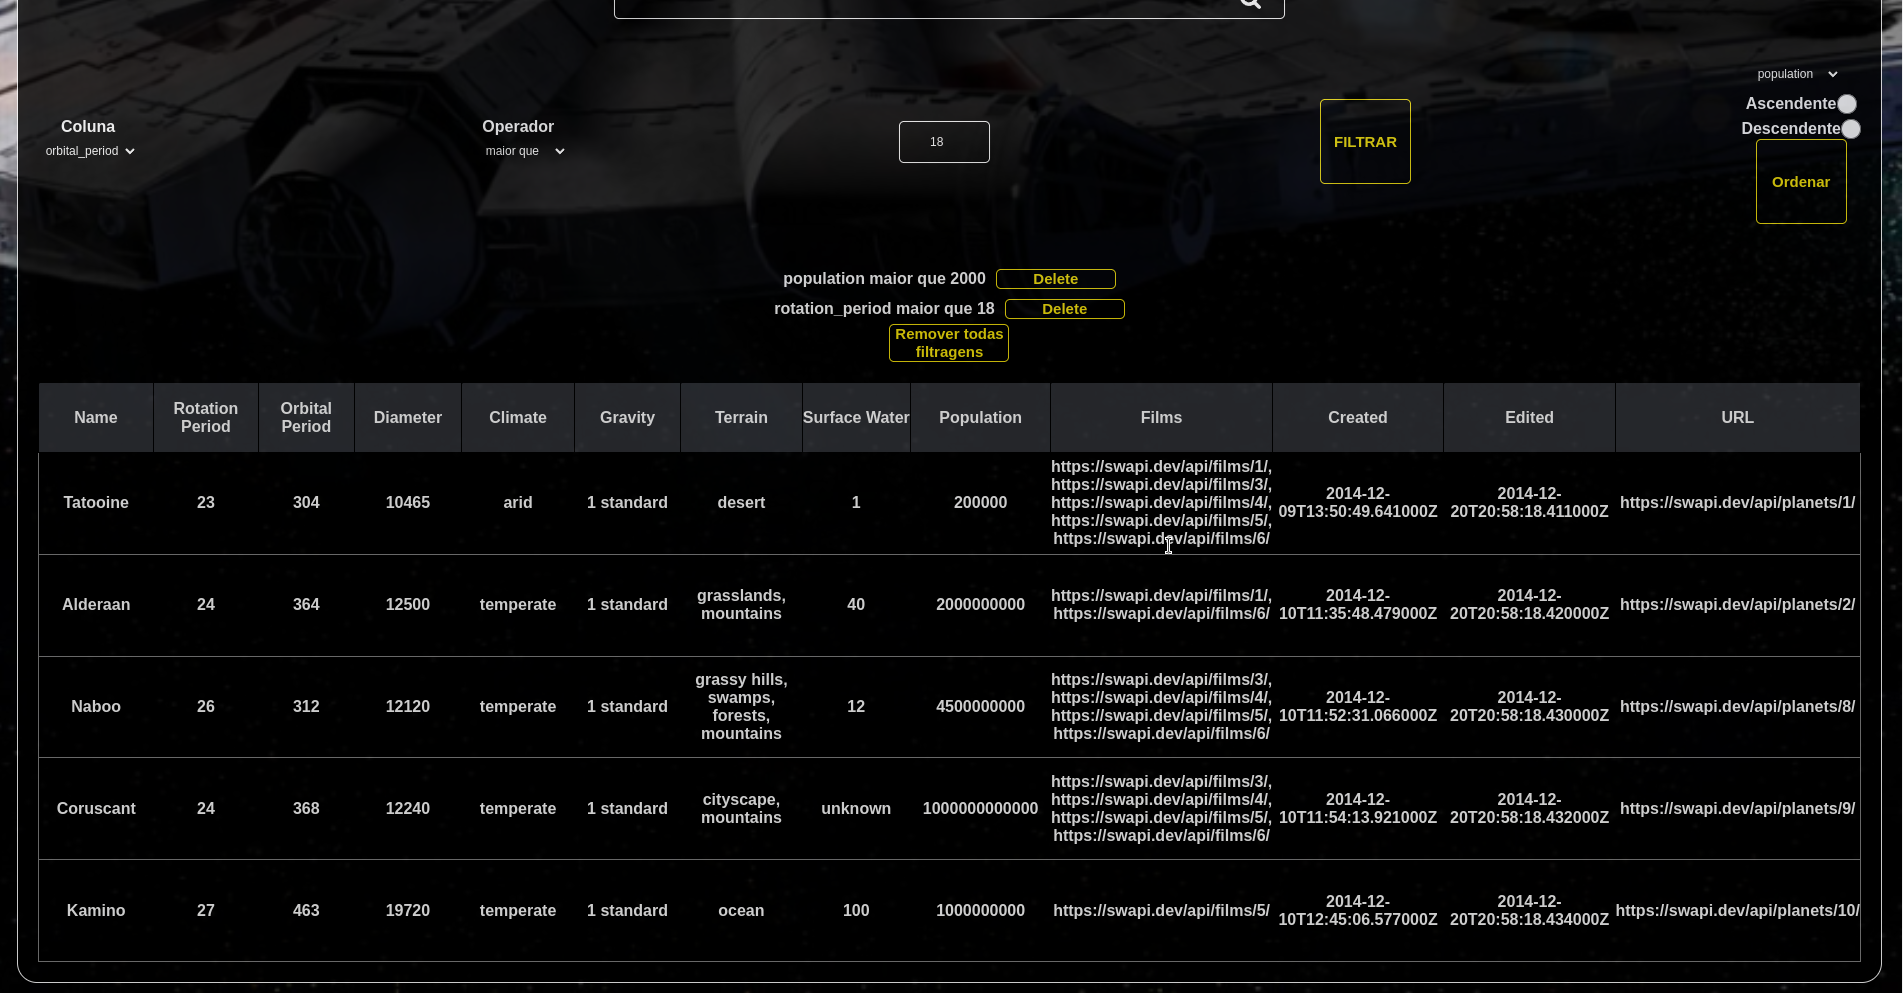 population
Ascendente
Descendente
Ordenar
Coluna
orbital_period
Operador
maior que
18
FILTRAR
population maior que 2000 Delete
rotation_period maior que 18 Delete
Remover todas
filtragens
Name Rotation Period Orbital Period Diameter Climate Gravity Terrain Surface Water Population Films Created Edited URL
Tatooine 23 304 10465 arid 1 standard desert 1 200000
https://swapi.dev/api/films/1/,
https://swapi.dev/api/films/3/,
https://swapi.dev/api/films/4/,
https://swapi.dev/api/films/5/,
https://swapi.dev/api/films/6/
2014-12-
09T13:50:49.641000Z
2014-12-
20T20:58:18.411000Z
https://swapi.dev/api/planets/1/
Alderaan 24 364 12500 temperate 1 standard
grasslands,
mountains
40 2000000000
https://swapi.dev/api/films/1/,
https://swapi.dev/api/films/6/
2014-12-
10T11:35:48.479000Z
2014-12-
20T20:58:18.420000Z
https://swapi.dev/api/planets/2/
Naboo 26 312 12120 temperate 1 standard
grassy hills,
swamps,
forests,
mountains
12 4500000000
https://swapi.dev/api/films/3/,
https://swapi.dev/api/films/4/,
https://swapi.dev/api/films/5/,
https://swapi.dev/api/films/6/
2014-12-
10T11:52:31.066000Z
2014-12-
20T20:58:18.430000Z
https://swapi.dev/api/planets/8/
Coruscant 24 368 12240 temperate 1 standard
cityscape,
mountains
unknown 1000000000000
https://swapi.dev/api/films/3/,
https://swapi.dev/api/films/4/,
https://swapi.dev/api/films/5/,
https://swapi.dev/api/films/6/
2014-12-
10T11:54:13.921000Z
2014-12-
20T20:58:18.432000Z
https://swapi.dev/api/planets/9/
Kamino 27 463 19720 temperate 1 standard ocean 100 1000000000
https://swapi.dev/api/films/5/
2014-12-
10T12:45:06.577000Z
2014-12-
20T20:58:18.434000Z
https://swapi.dev/api/planets/10/